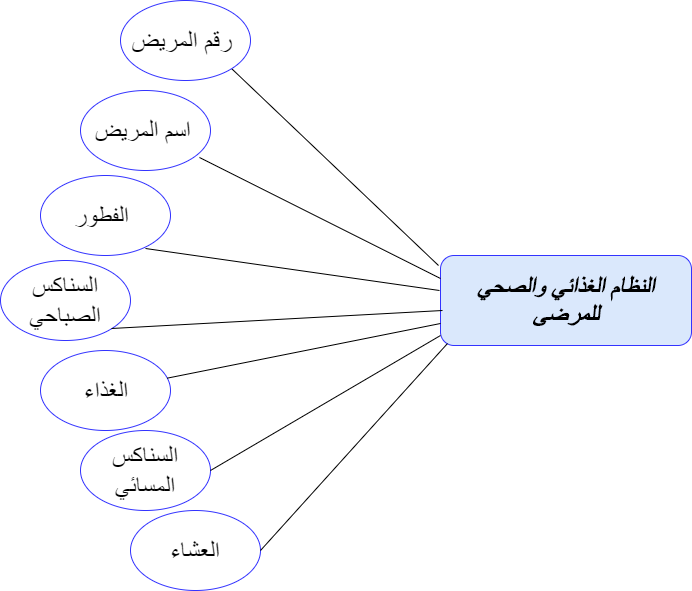 رقم المريض
اسم المريض
الفطور
السناكس
الصباحي
الغذاء
السناكس
المسائي
العشاء
النظام الغذائي والصحي
للمرضى